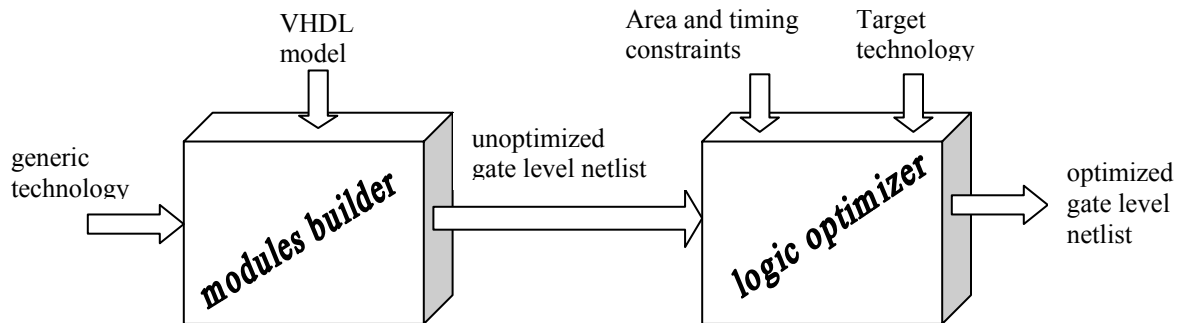 VHDL
model
Area and timing
constraints
Target
technology
generic
technology
modules builder
unoptimized
gate level netlist
logic optimizer
optimized
gate level
netlist